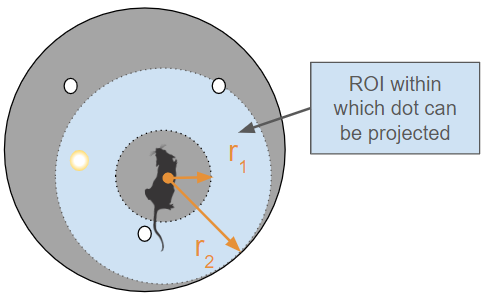 ROI within
which dot can
be projected
r1
r2